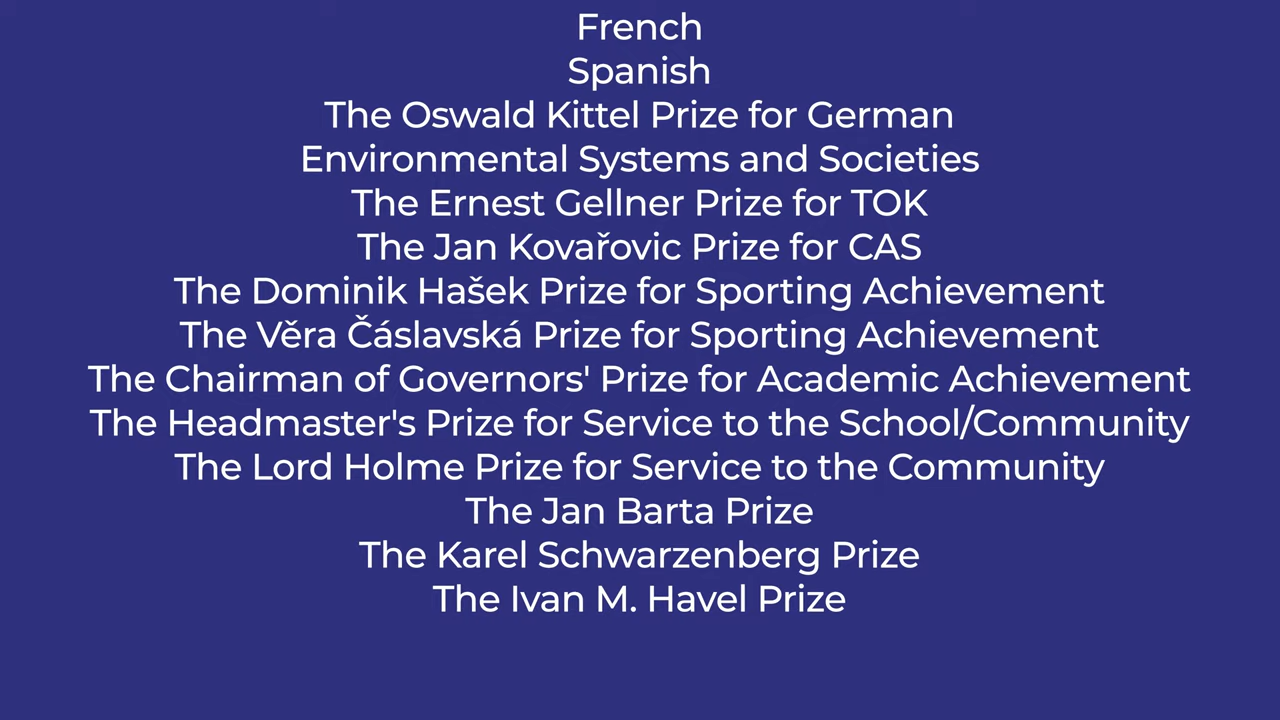 French
Spanish
The Oswald Kittel Prize for German
Environmental Systems and Societies
The Ernest Gellner Prize for TOK
The Jan Kovařovic Prize for CAS
The Dominik Hašek Prize for Sporting Achievement
The Věra Čáslavská Prize for Sporting Achievement
The Chairman of Governors' Prize for Academic Achievement
The Headmaster's Prize for Service to the School/Community
The Lord Holme Prize for Service to the Community
The Jan Barta Prize
The Karel Schwarzenberg Prize
The Ivan M. Havel Prize